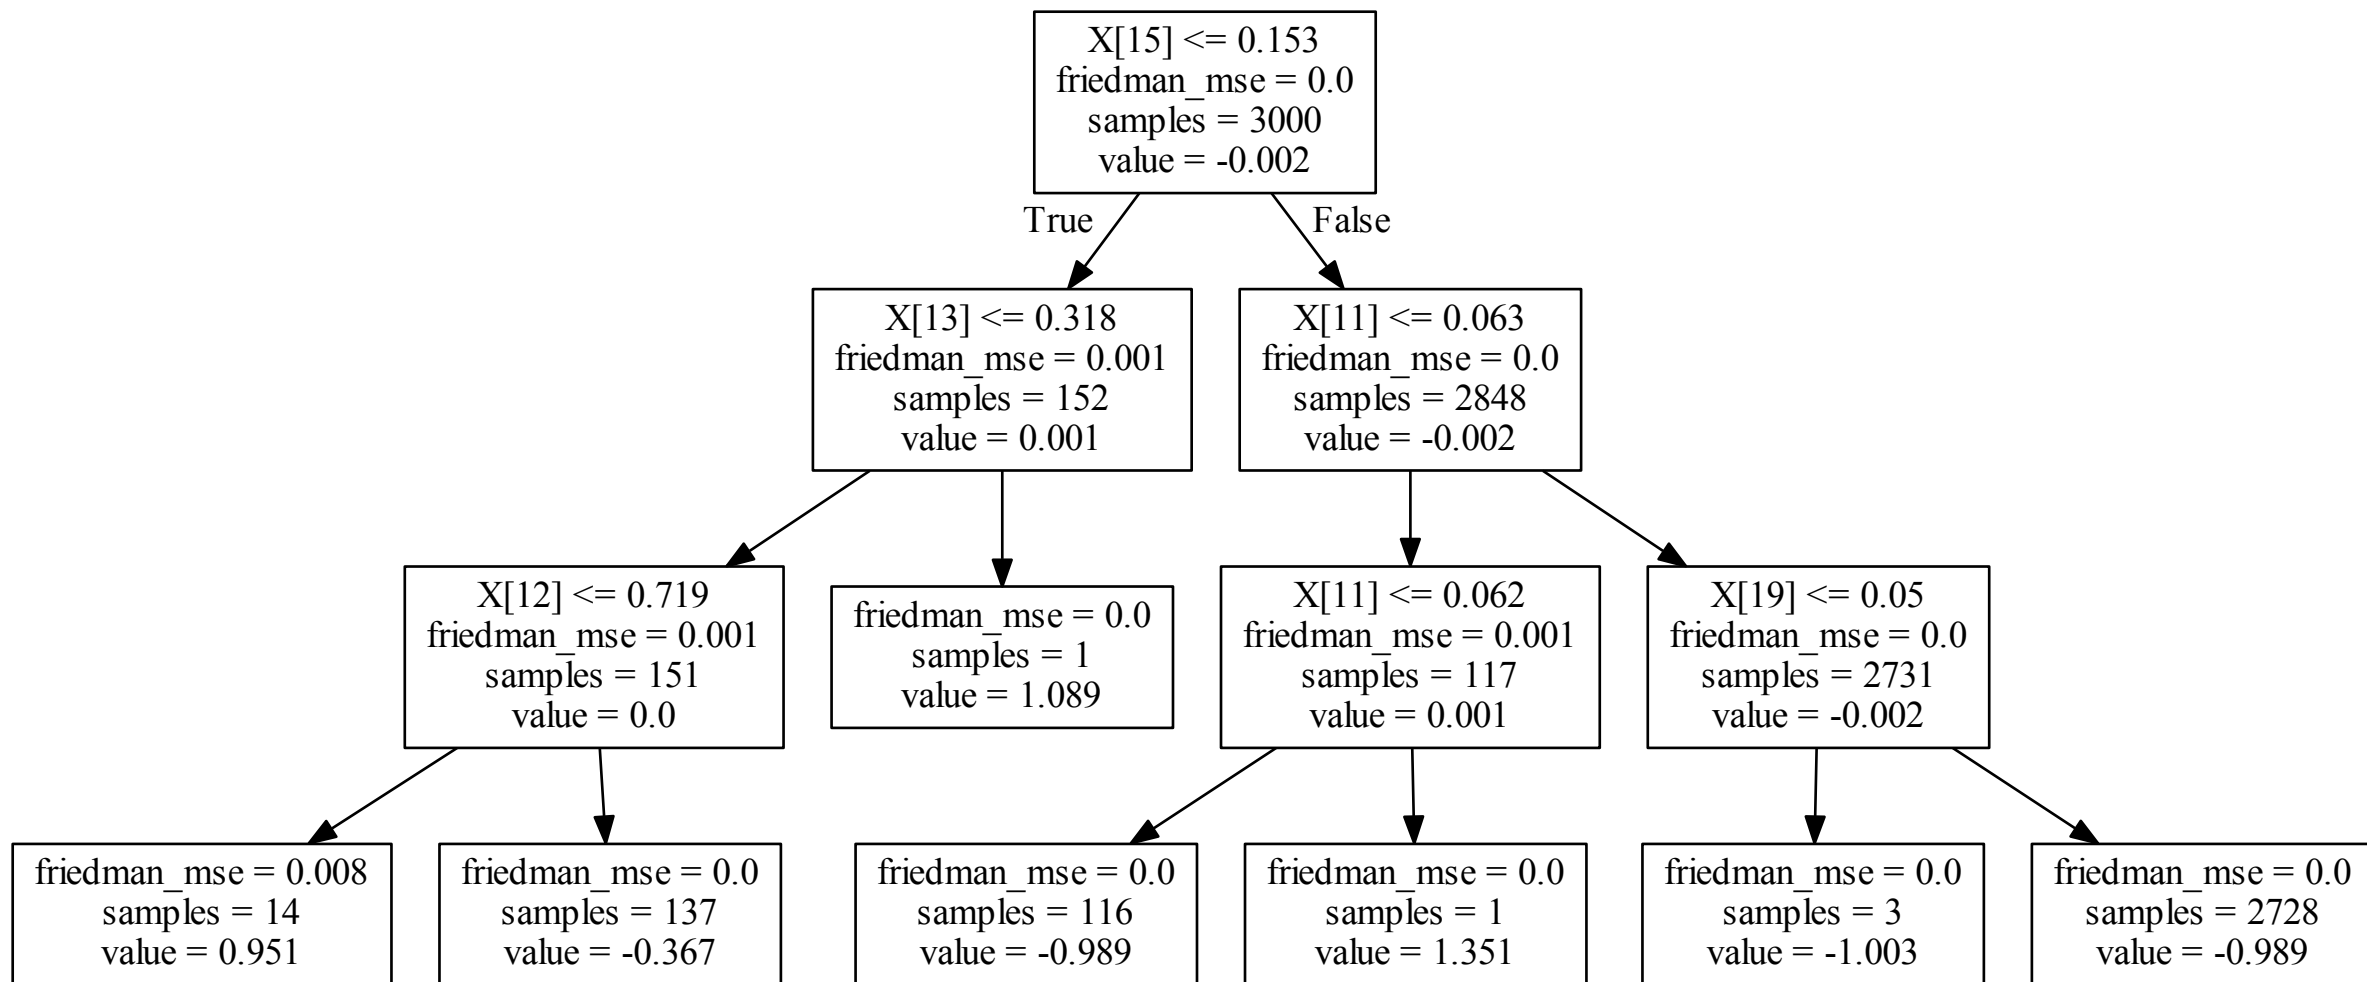 X[15] <= 0.153
friedman_mse = 0.0
samples = 3000
value = -0.002
True
False
X[13] <= 0.318
friedman_mse = 0.001
samples = 152
value = 0.001
X[11] <= 0.063
friedman_mse = 0.0
samples = 2848
value = -0.002
X[12] <= 0.719
friedman_mse = 0.001
samples = 151
value = 0.0
friedman_mse = 0.0
samples = 1
value = 1.089
X[11] <= 0.062
friedman_mse = 0.001
samples = 117
value = 0.001
X[19] <= 0.05
friedman_mse = 0.0
samples = 2731
value = -0.002
friedman_mse = 0.008
samples = 14
value = 0.951
friedman_mse = 0.0
samples = 137
value = -0.367
friedman_mse = 0.0
samples = 116
value = -0.989
friedman_mse = 0.0
samples = 1
value = 1.351
friedman_mse = 0.0
samples = 3
value = -1.003
friedman_mse = 0.0
samples = 2728
value = -0.989